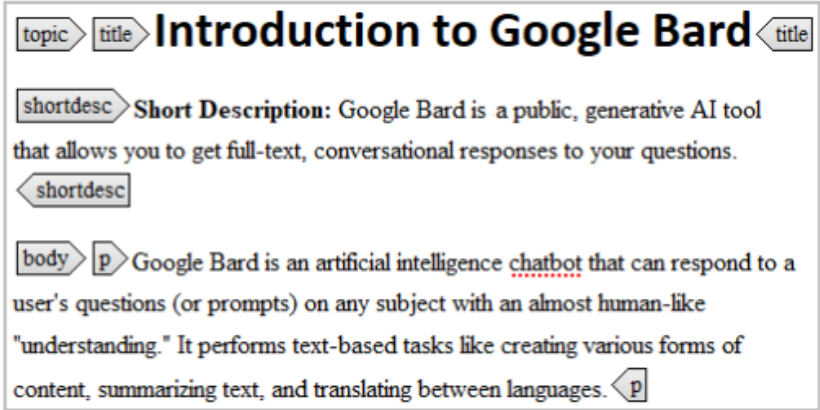 topic title Introduction to Google Bard title
shortdesc Short Description: Google Bard is a public, generative AI tool
that allows you to get full-text, conversational responses to your questions.
shortdesc
body p Google Bard is an artificial intelligence chatbot that can respond to a
user's questions (or prompts) on any subject with an almost human-like
"understanding." It performs text-based tasks like creating various forms of
content, summarizing text, and translating between languages. p